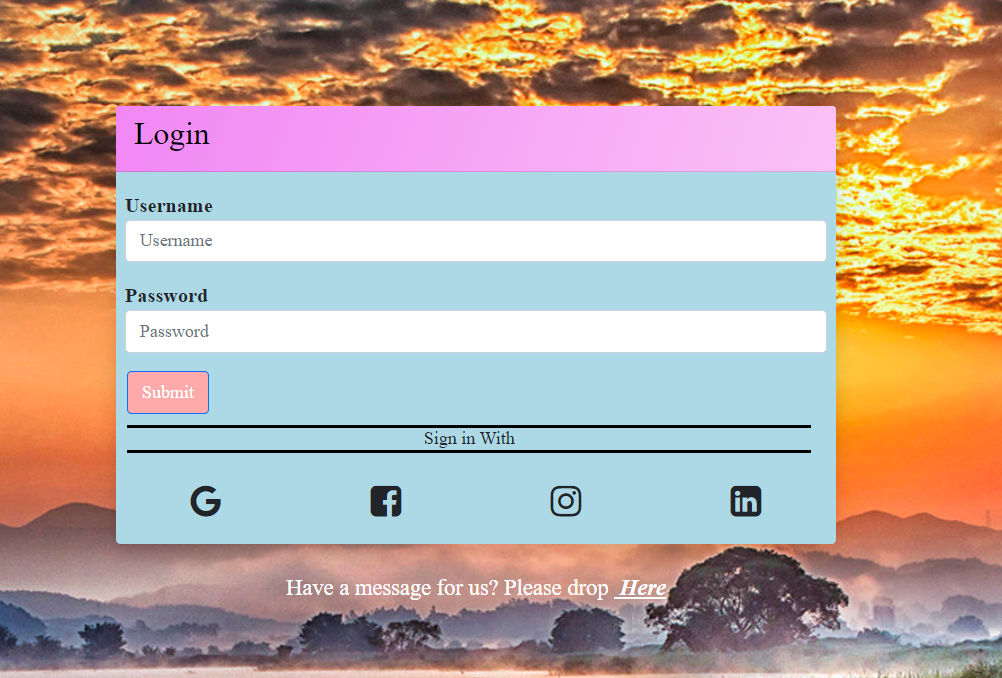 Login
Username
Username
Password
Password
Submit
Sign in With
Have a message for us? Please drop Here